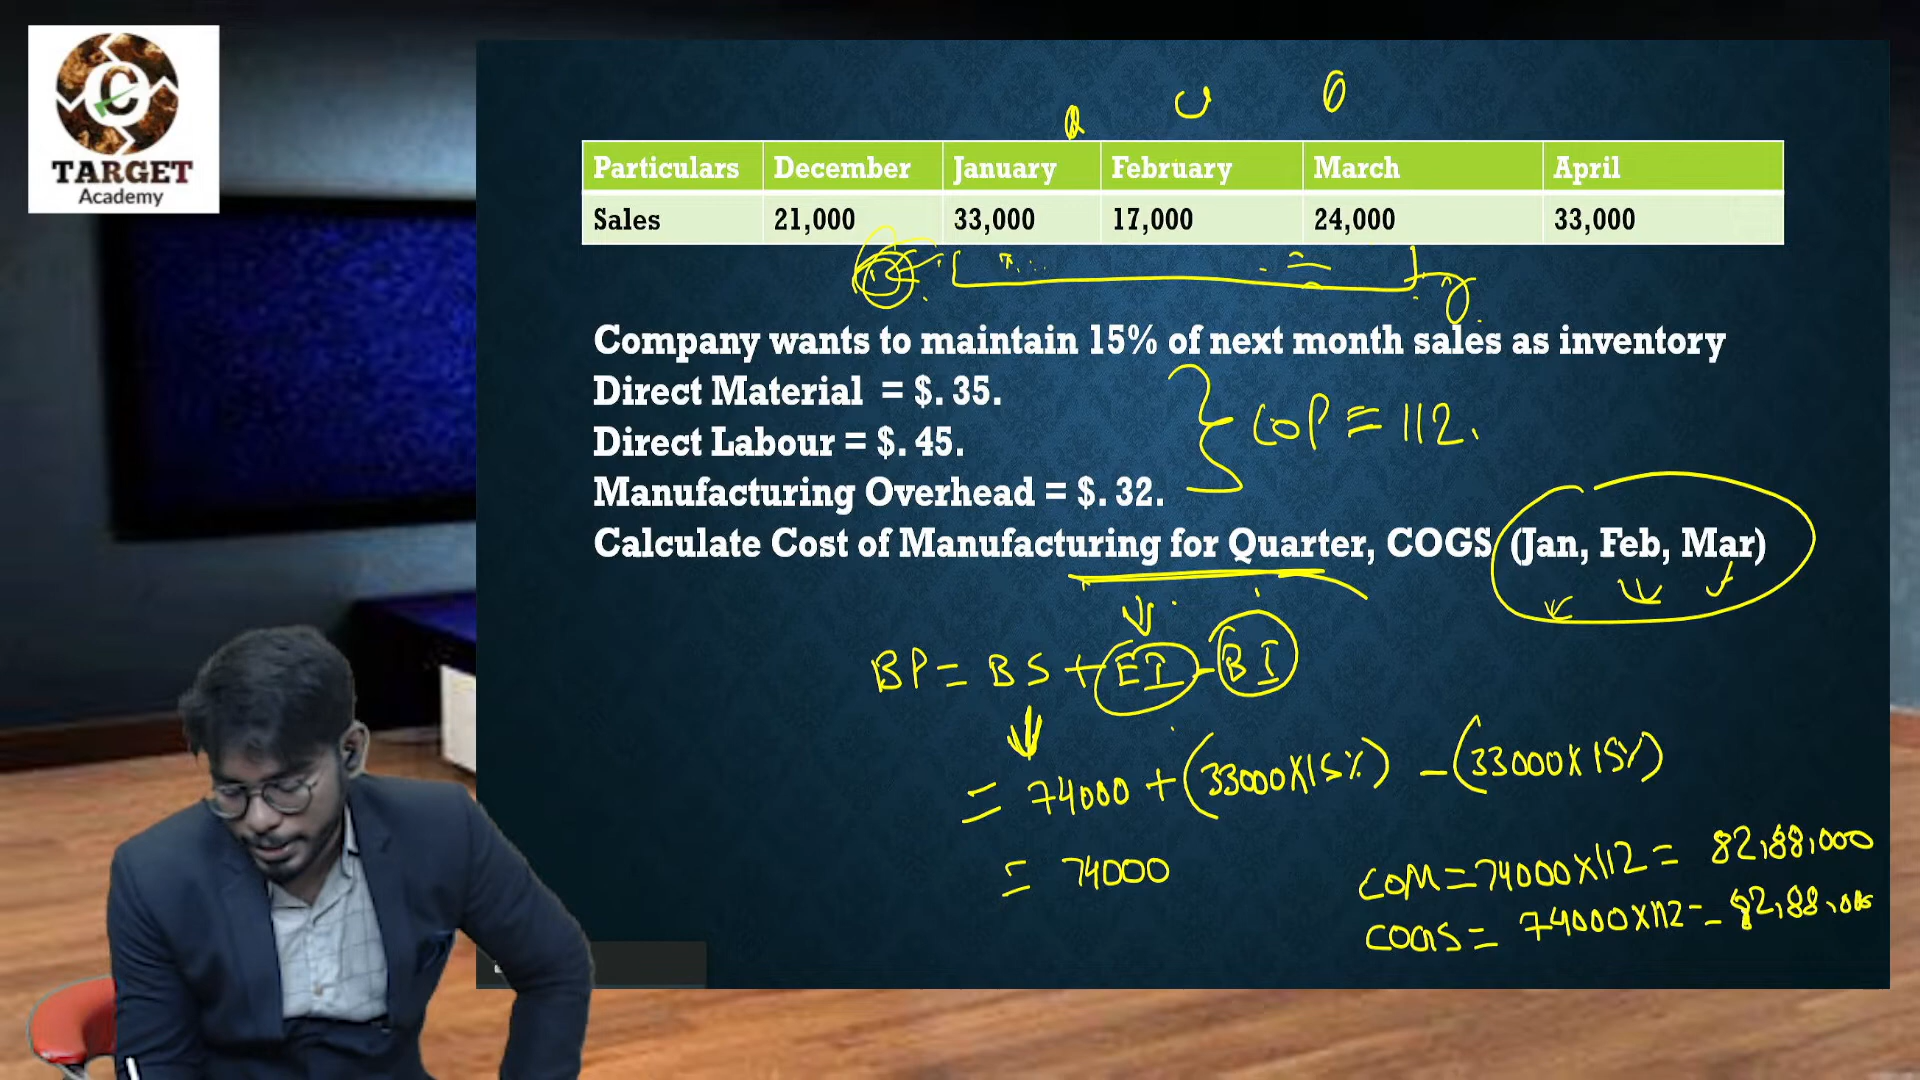 TARGET
Academy
Particulars December January February March April
Sales 21,000 33,000 17,000 24,000 33,000
Company wants to maintain 15% of next month sales as inventory
Direct Material = $. 35.
Direct Labour = $. 45.
Manufacturing Overhead = $. 32.
COP = 112.
Calculate Cost of Manufacturing for Quarter, COGS (Jan, Feb, Mar)
BP = BS + EI - BI
= 74000 + (33000X15%) - (33000X15%)
= 74000
COM = 74000X112 = 82,88,000
COGS = 74000X112 = 82,88,000